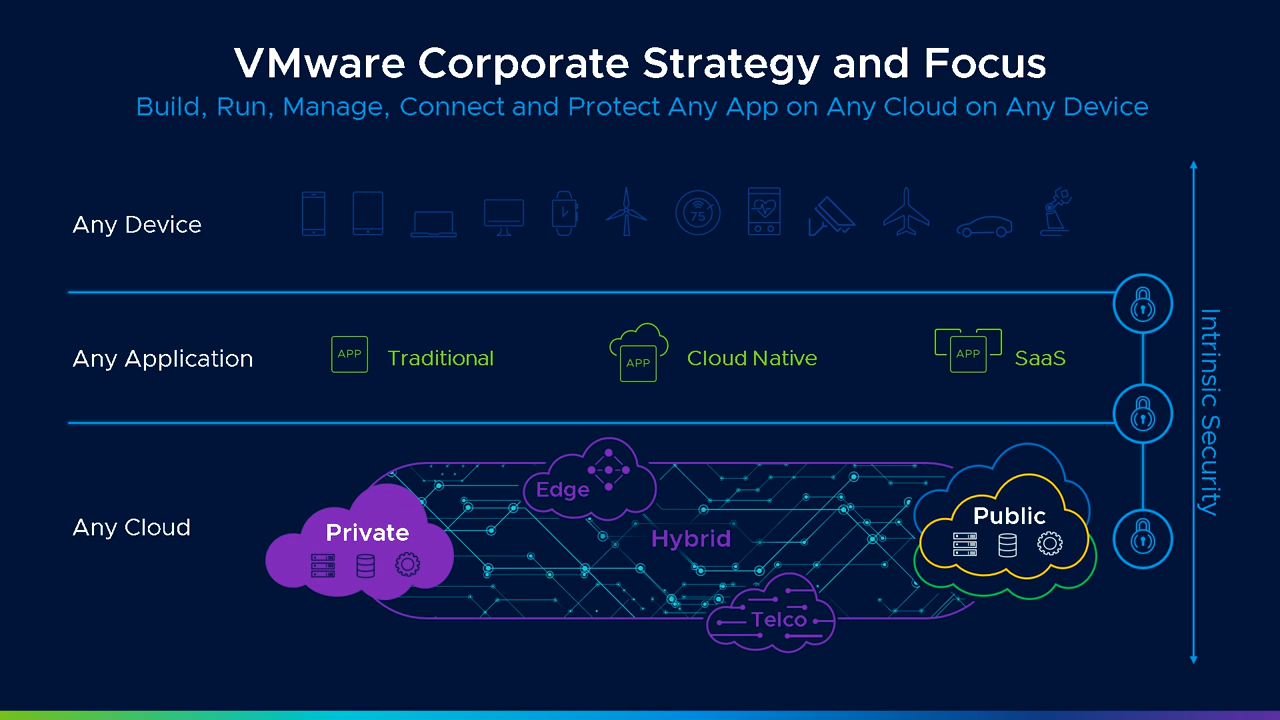 VMware Corporate Strategy and Focus
Build, Run, Manage, Connect and Protect Any App on Any Cloud on Any Device
Any Device
75
Any Application
APP
Traditional
APP
Cloud Native
APP
SaaS
Intrinsic Security
Any Cloud
Private
Edge
Hybrid
Telco
Public